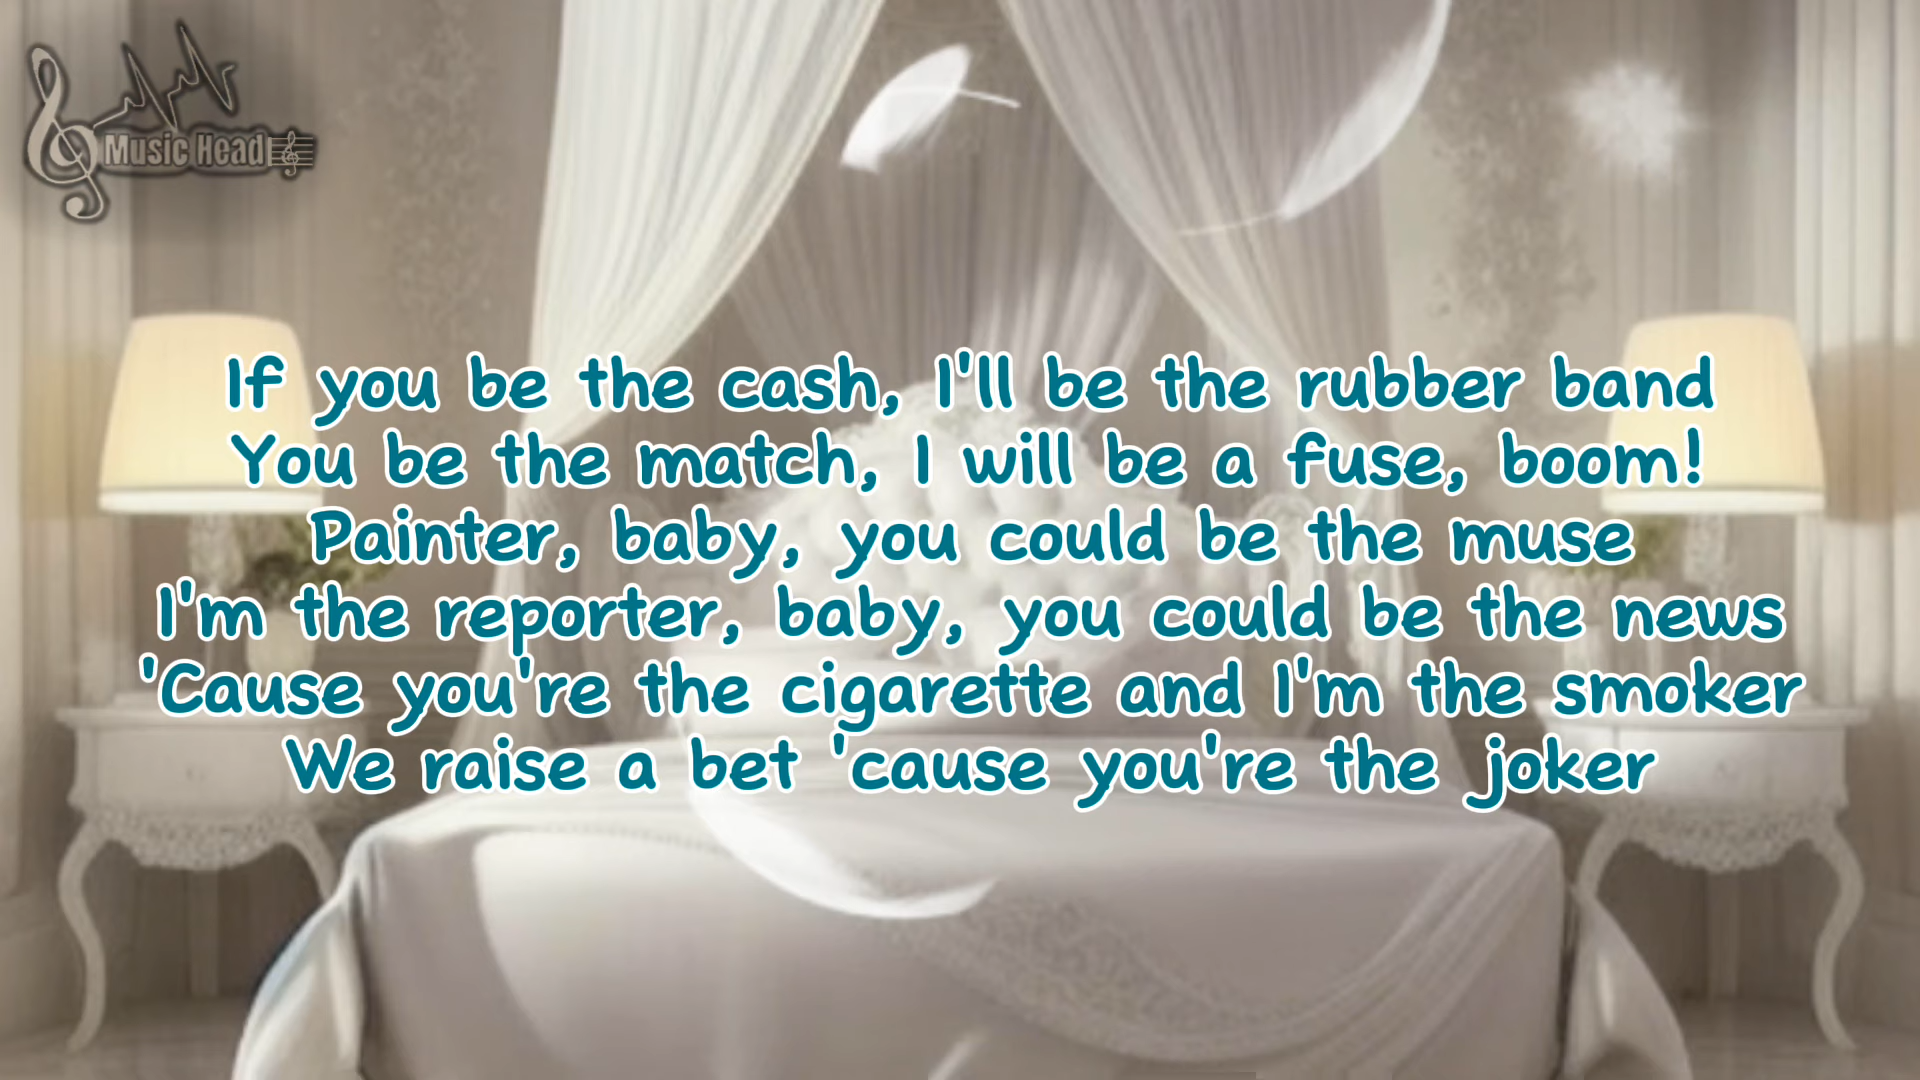 Music Head
If you be the cash, I'll be the rubber band
You be the match, I will be a fuse, boom!
Painter, baby, you could be the muse
I'm the reporter, baby, you could be the news
'Cause you're the cigarette and I'm the smoker
We raise a bet 'cause you're the joker